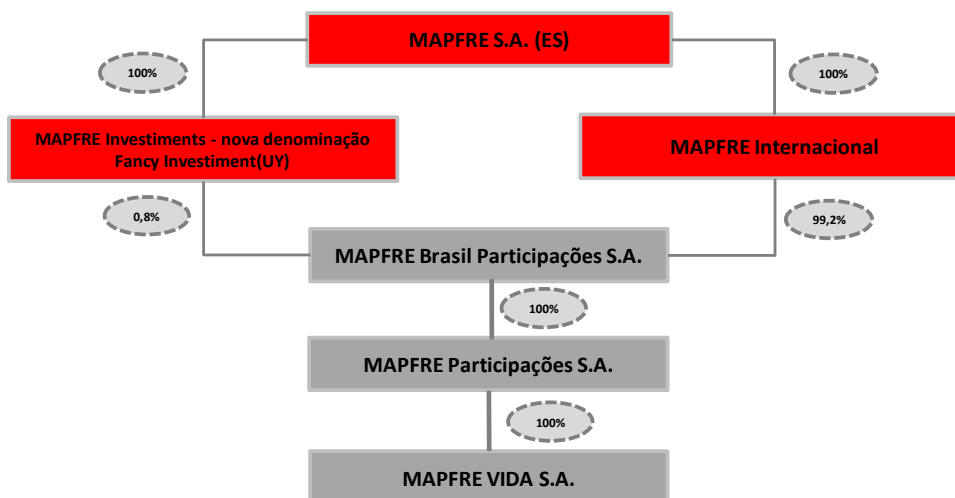 MAPFRE S.A. (ES)
100%
100%
MAPFRE Investiments - nova denominação
Fancy Investiment(UY)
MAPFRE Internacional
0,8%
99,2%
MAPFRE Brasil Participações S.A.
100%
MAPFRE Participações S.A.
100%
MAPFRE VIDA S.A.